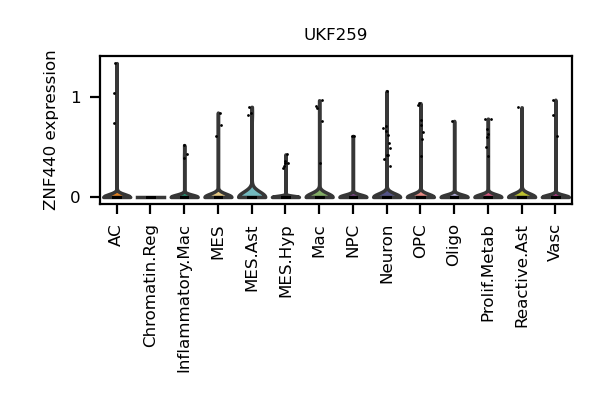 UKF259
ZNF440 expression
1
0
AC
Chromatin.Reg
Inflammatory.Mac
MES
MES.Ast
MES.Hyp
Mac
NPC
Neuron
OPC
Oligo
Prolif.Metab
Reactive.Ast
Vasc